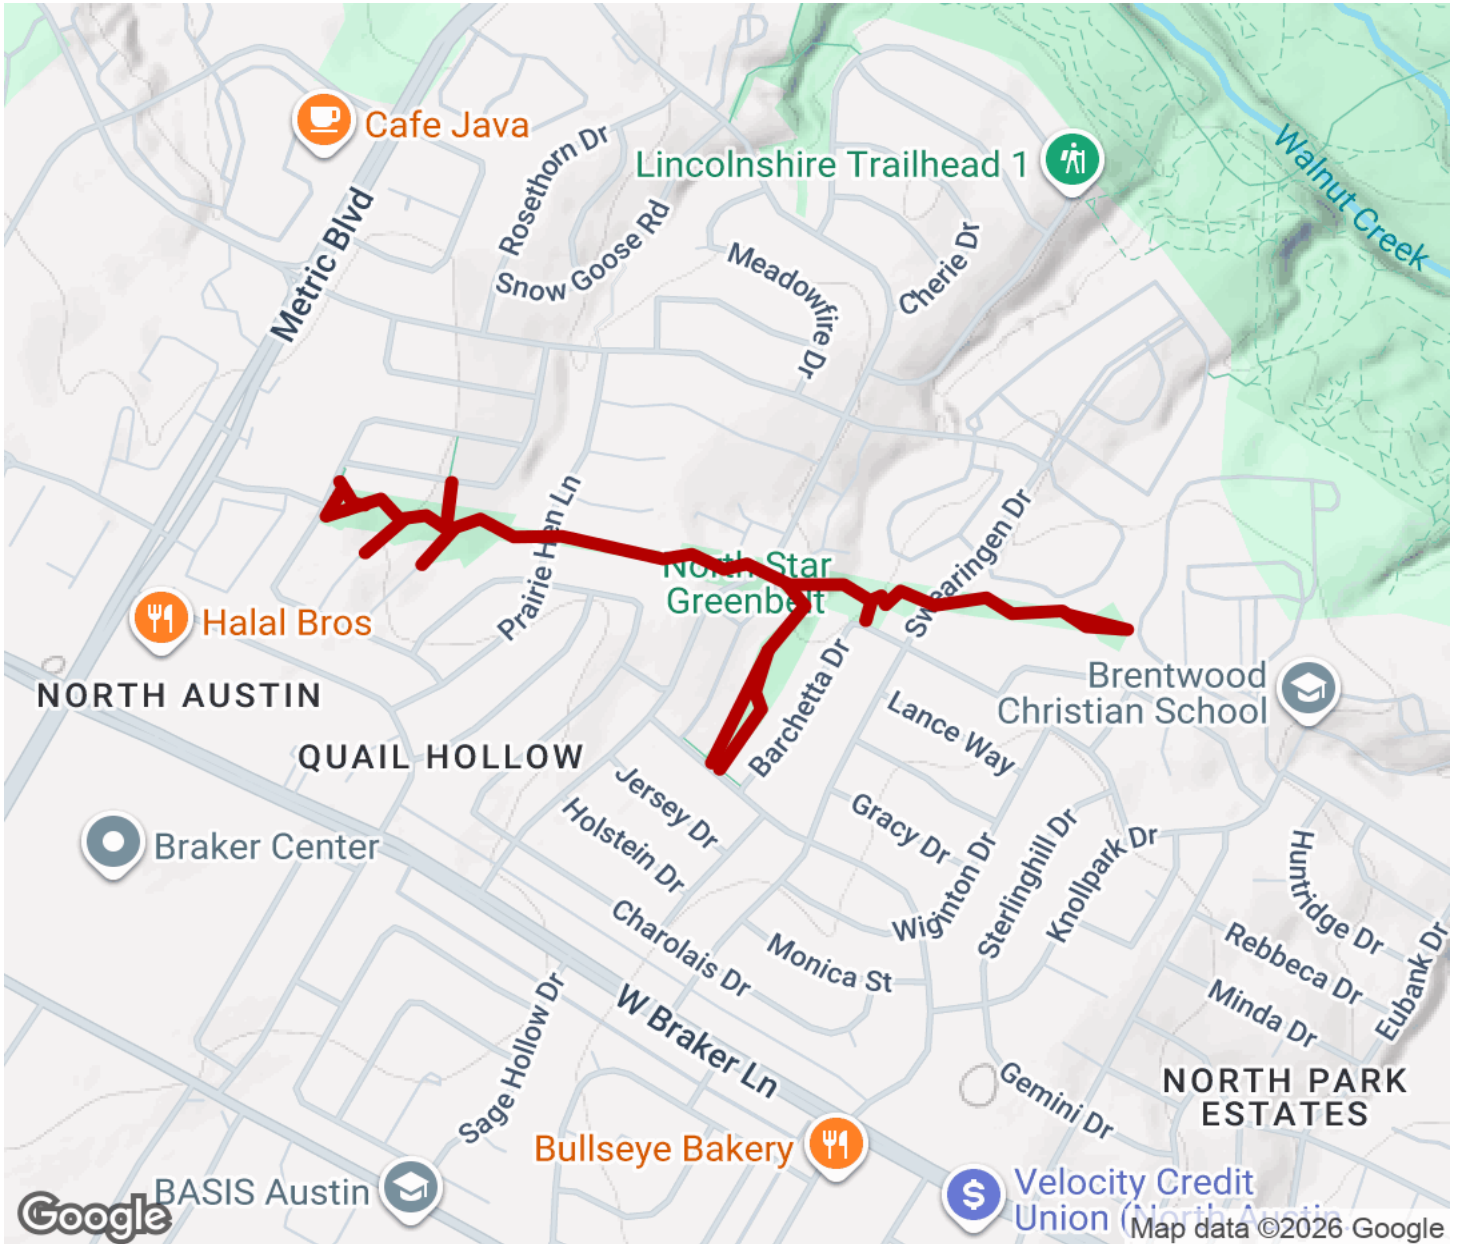 Cafe Java
Rosethorn Dr
Lincolnshire Trailhead 1
Walnut Creek
Metric Blvd
Snow Goose Rd
Meadowfire Dr
Cherie Dr
Prairie Hen Ln
Swearingen Dr
North Star
Greenbelt
Halal Bros
Barchetta Dr
Brentwood
Christian School
NORTH AUSTIN
Lance Way
QUAIL HOLLOW
Jersey Dr
Holstein Dr
Gracy Dr
Braker Center
Wiginton Dr
Sterlinghill Dr
Knollpark Dr
Huntridge Dr
Charolais Dr
Monica St
Rebbeca Dr
Eubank Dr
Minda Dr
Sage Hollow Dr
W Braker Ln
Gemini Dr
NORTH PARK
ESTATES
Bullseye Bakery
BASIS Austin
Velocity Credit
Union (North Austin...
Google
Map data ©2026 Google